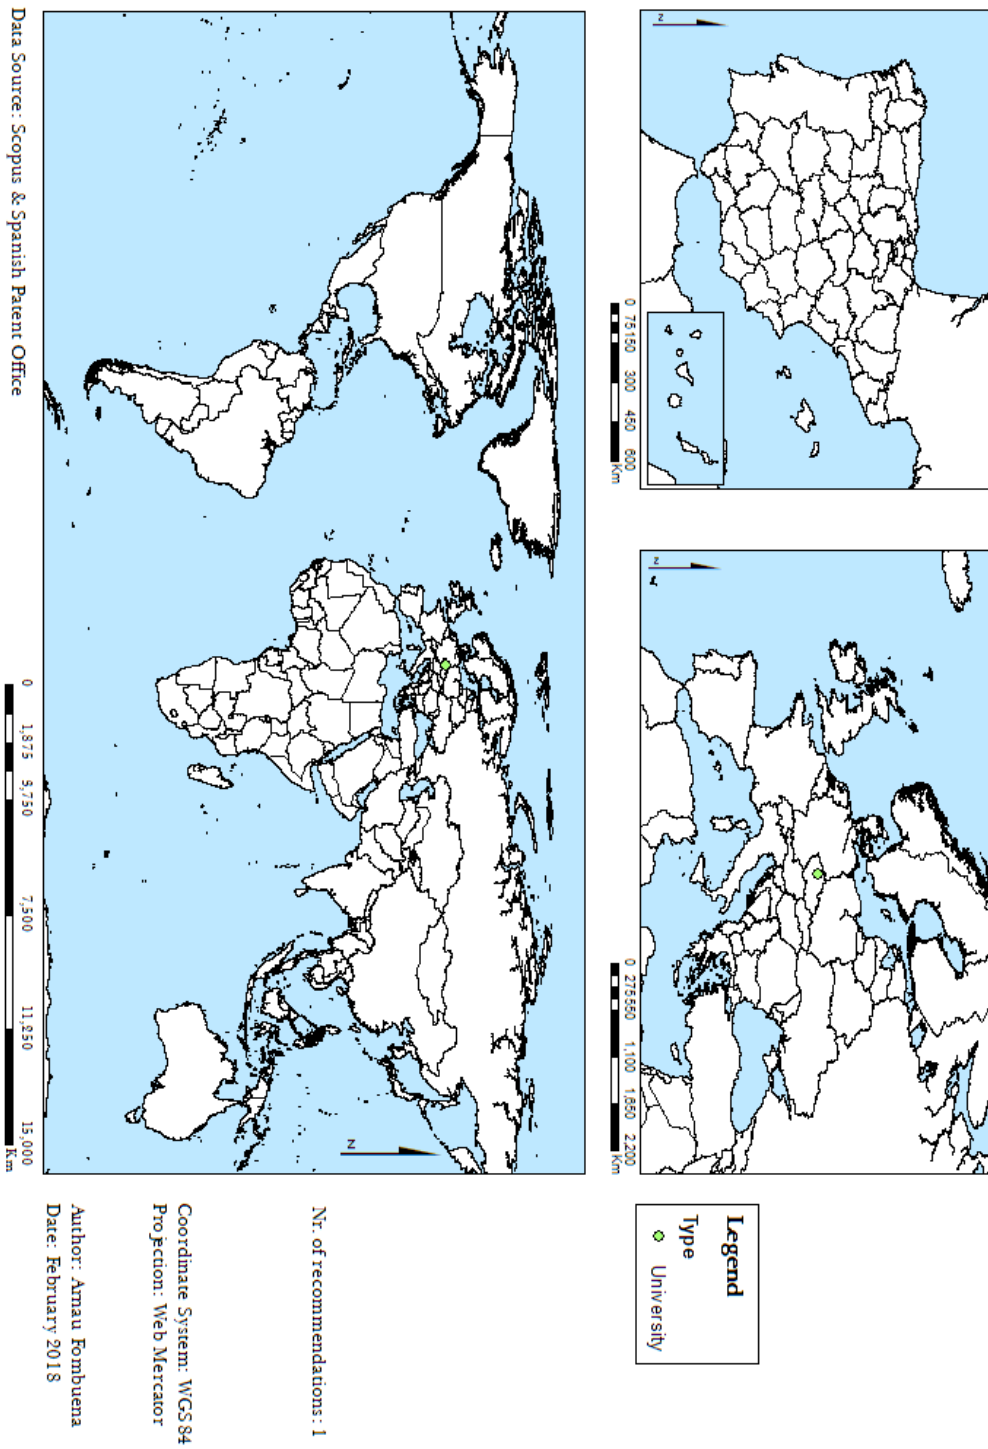 N
0 75 150 300 450 600
Km
N
0 275 550 1,100 1,650 2,200
Km
Legend
Type
University
N
0 1,875 3,750 7,500 11,250 15,000
Km
Nr. of recommendations: 1
Coordinate System: WGS 84
Projection: Web Mercator
Author: Arnau Fombuena
Date: February 2018
Data Source: Scopus & Spanish Patent Office